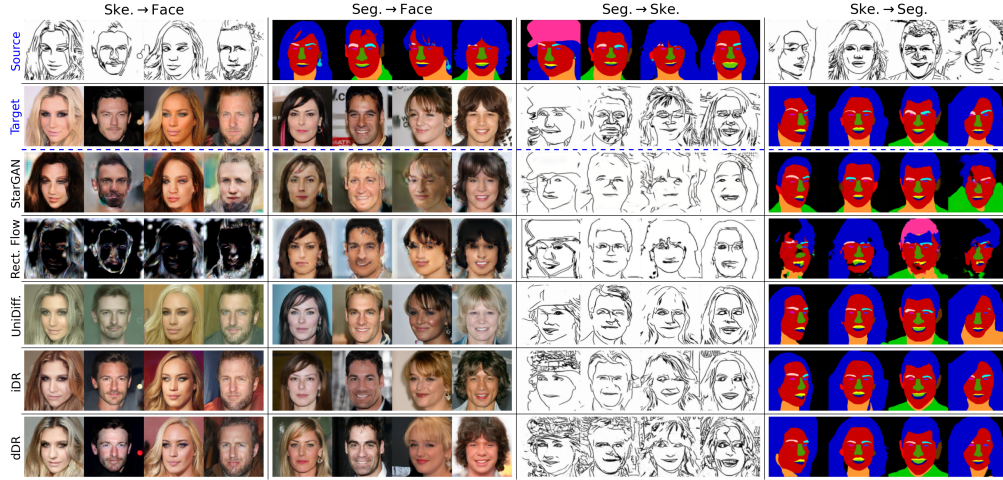 Ske. → Face
Seg. → Face
Seg. → Ske.
Ske. → Seg.
Source
Target
StarGAN
Rect. Flow
UniDiff.
iDR
dDR